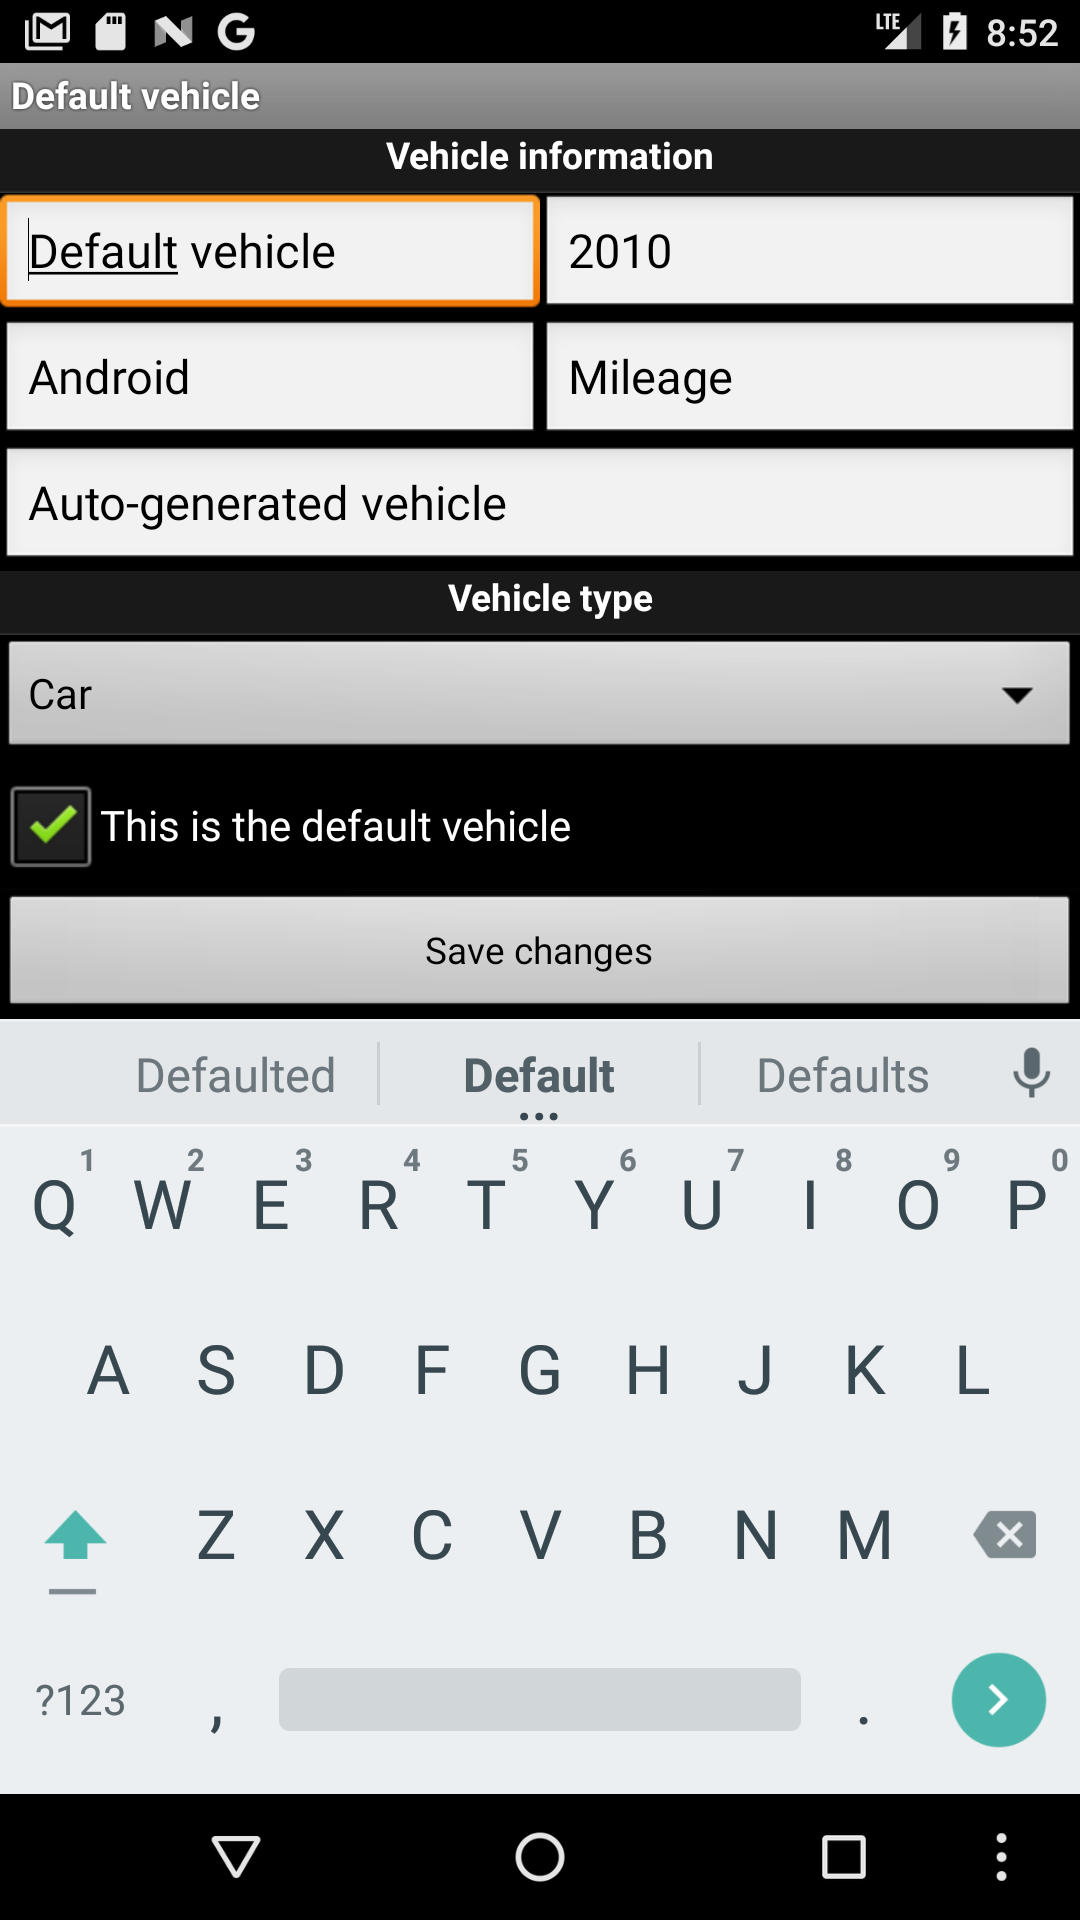 LTE 8:52
Default vehicle
Vehicle information
Default vehicle 2010
Android Mileage
Auto-generated vehicle
Vehicle type
Car
This is the default vehicle
Save changes
Defaulted Default Defaults
1 2 3 4 5 6 7 8 9 0
Q W E R T Y U I O P
A S D F G H J K L
Z X C V B N M
?123 , .